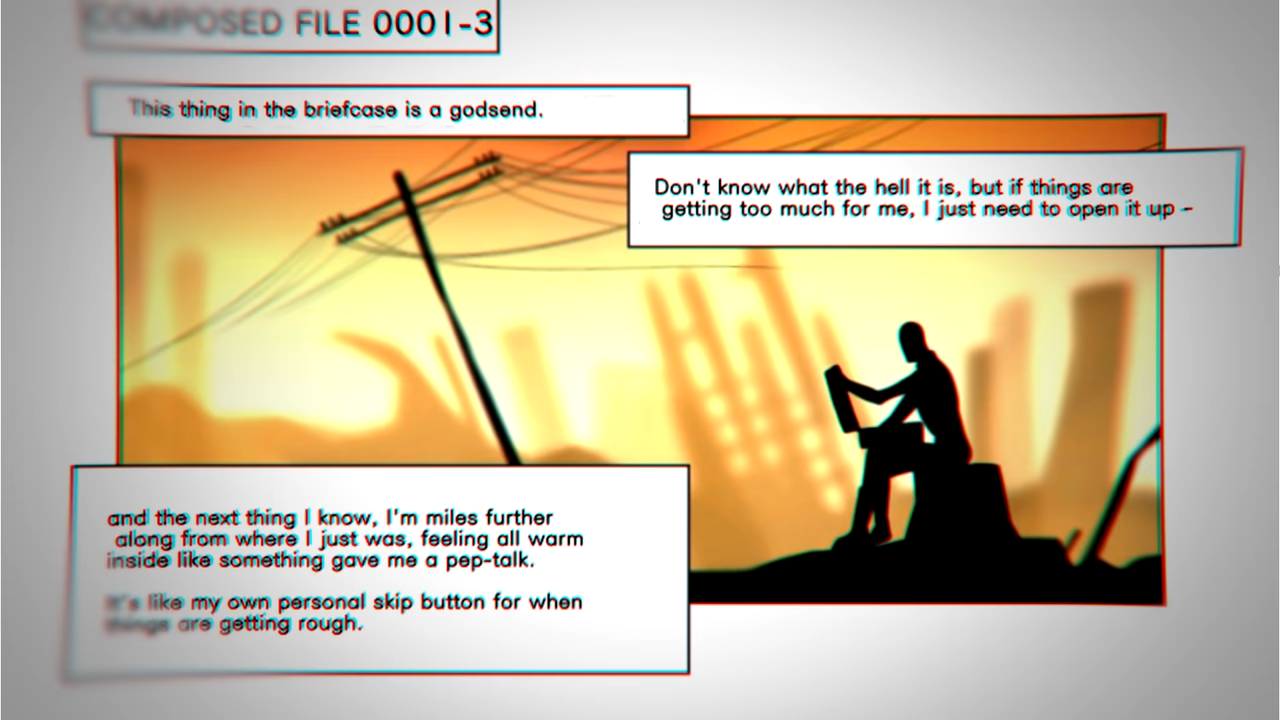 COMPOSED FILE 0001-3
This thing in the briefcase is a godsend.
Don't know what the hell it is, but if things are
getting too much for me, I just need to open it up -
and the next thing I know, I'm miles further
along from where I just was, feeling all warm
inside like something gave me a pep-talk.
It's like my own personal skip button for when
things are getting rough.